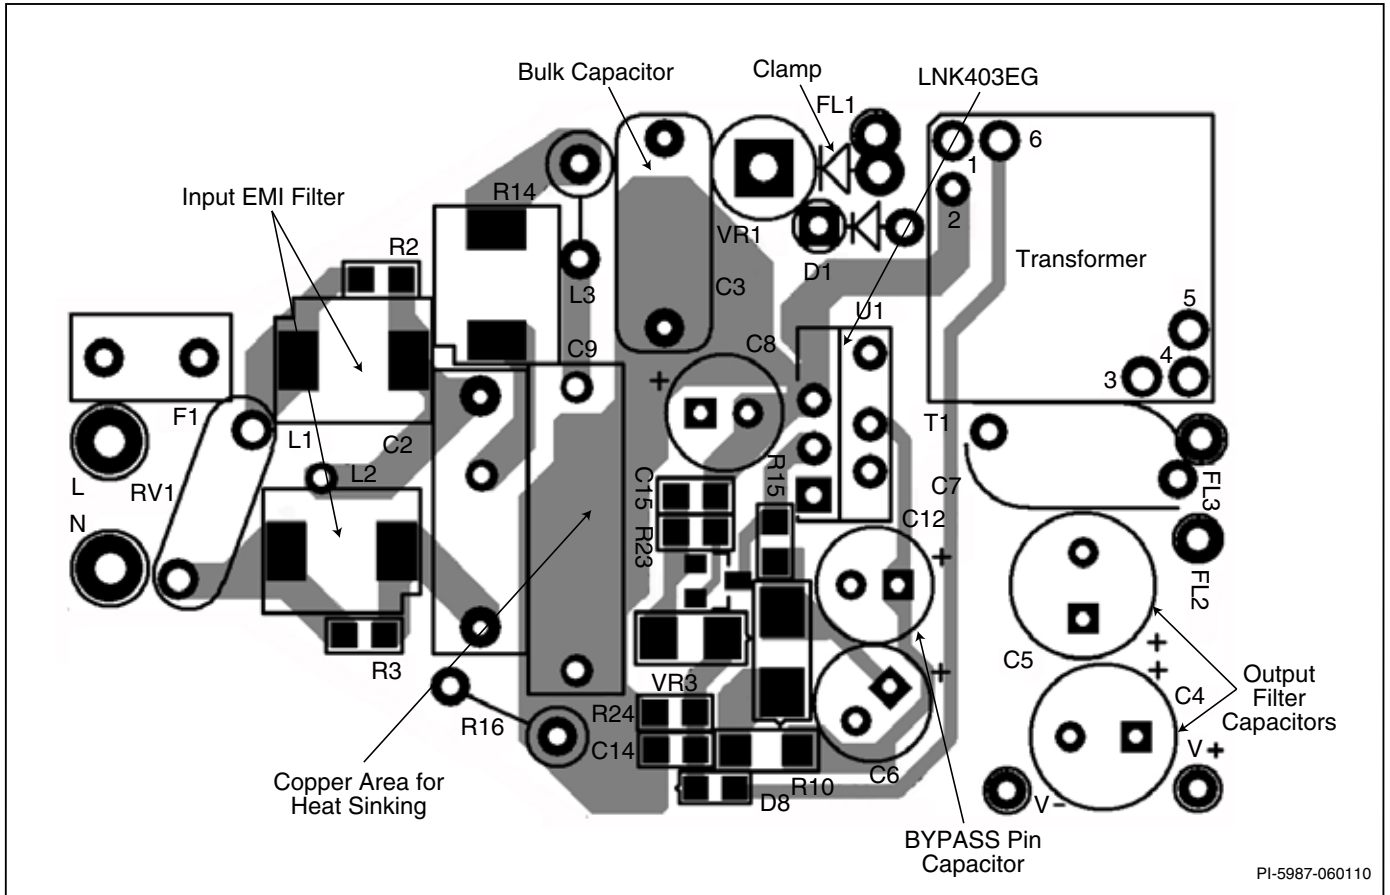 Bulk Capacitor
Clamp
LNK403EG
FL1
6
1
2
Input EMI Filter
R14
R2
VR1
D1
Transformer
L3
C3
U1
5
C9
C8
4
3
+
F1
L1
C2
T1
L
RV1
L2
C15
R15
C7
FL3
N
R23
C12
+
FL2
R3
C5
+
+
VR3
+
C4
Output
Filter
Capacitors
R16
R24
C14
V+
Copper Area for
Heat Sinking
R10
C6
D8
V−
BYPASS Pin
Capacitor
PI-5987-060110